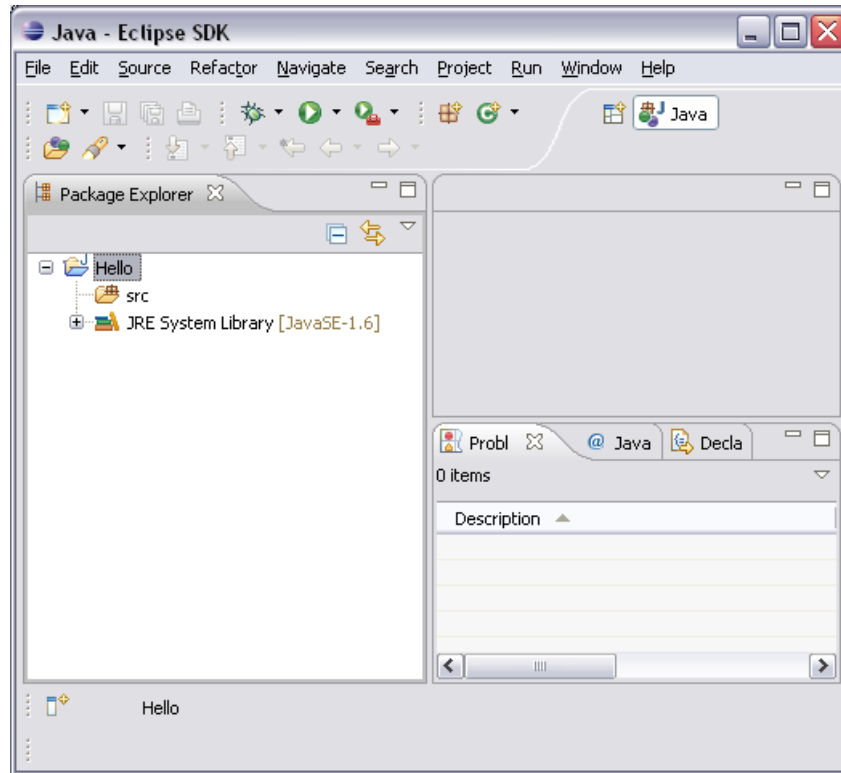 Java - Eclipse SDK
File Edit Source Refactor Navigate Search Project Run Window Help
Java
Package Explorer
Hello
src
JRE System Library [JavaSE-1.6]
Probl @ Java Decla
0 items
Description
Hello